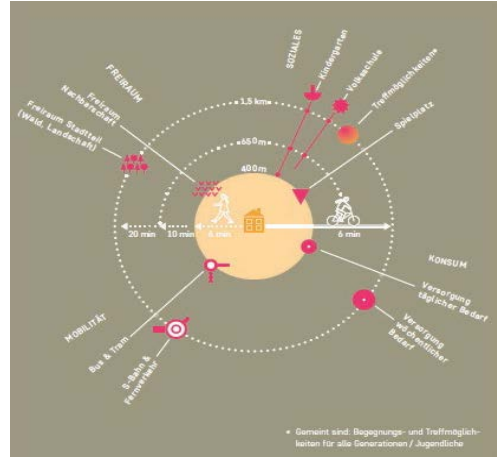 SOZIALES
Kindergarten
Volksschule
Treffmöglichkeiten*
Spielplatz
FREIRAUM
Freiraum
Nachbarschaft
Freiraum Stadtteil
(Wald, Landschaft)
1,5 km
650 m
400m
20 min
10 min
6 min
6 min
KONSUM
Versorgung
täglicher Bedarf
Versorgung
wöchentlicher
Bedarf
MOBILITÄT
Bus & Tram
S-Bahn &
Fernverkehr
* Gemeint sind: Begegnungs- und Treffmöglich-
keiten für alle Generationen / Jugendliche